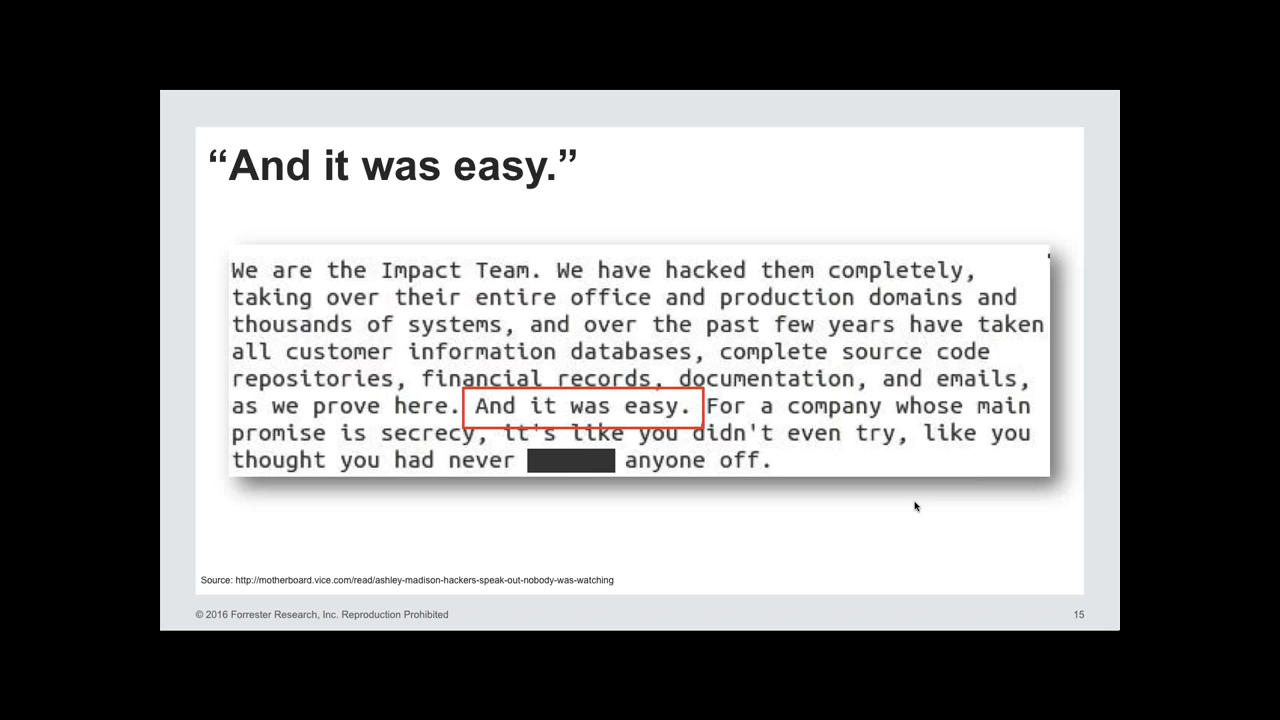 “And it was easy.”
We are the Impact Team. We have hacked them completely,
taking over their entire office and production domains and
thousands of systems, and over the past few years have taken
all customer information databases, complete source code
repositories, financial records, documentation, and emails,
as we prove here. And it was easy. For a company whose main
promise is secrecy, it's like you didn't even try, like you
thought you had never anyone off.
Source: http://motherboard.vice.com/read/ashley-madison-hackers-speak-out-nobody-was-watching
© 2016 Forrester Research, Inc. Reproduction Prohibited
15